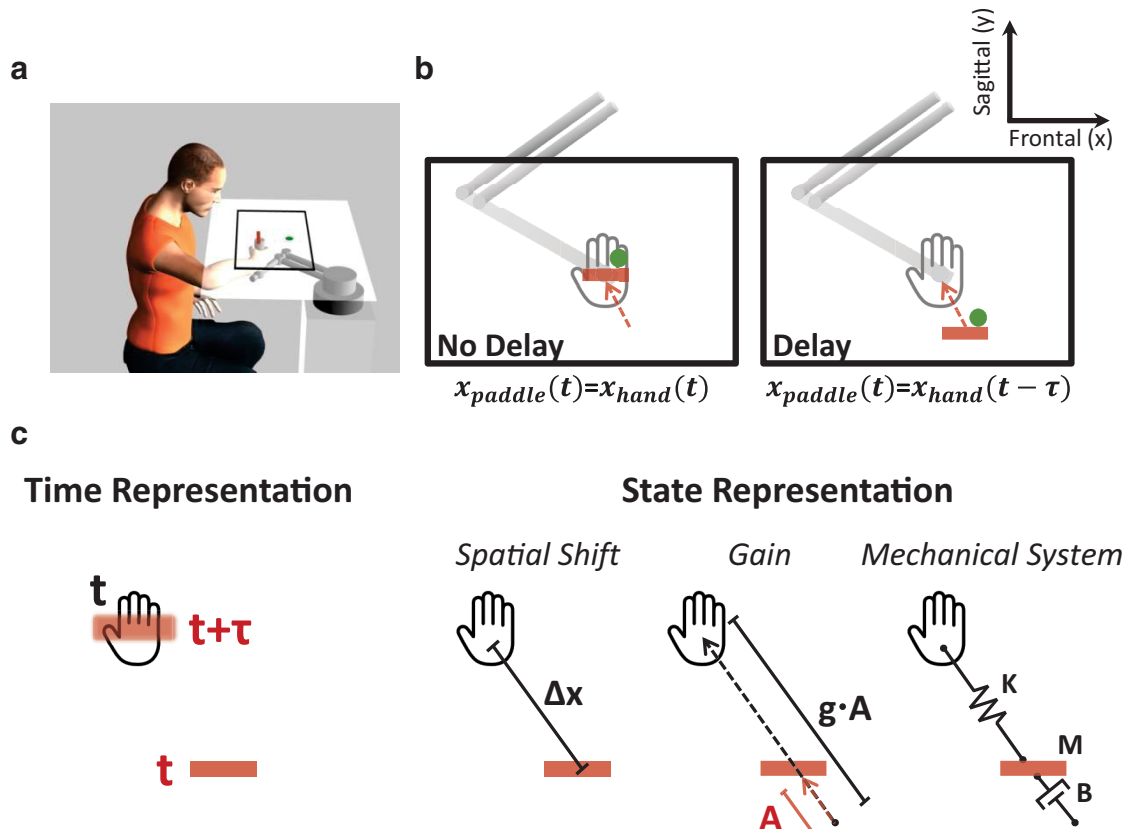 a
b
Sagittal (y)
Frontal (x)
No Delay
Delay
x_paddle(t)=x_hand(t)
x_paddle(t)=x_hand(t − τ)
c
Time Representation
State Representation
Spatial Shift
Gain
Mechanical System
t
t+τ
t
Δx
g·A
A
K
M
B